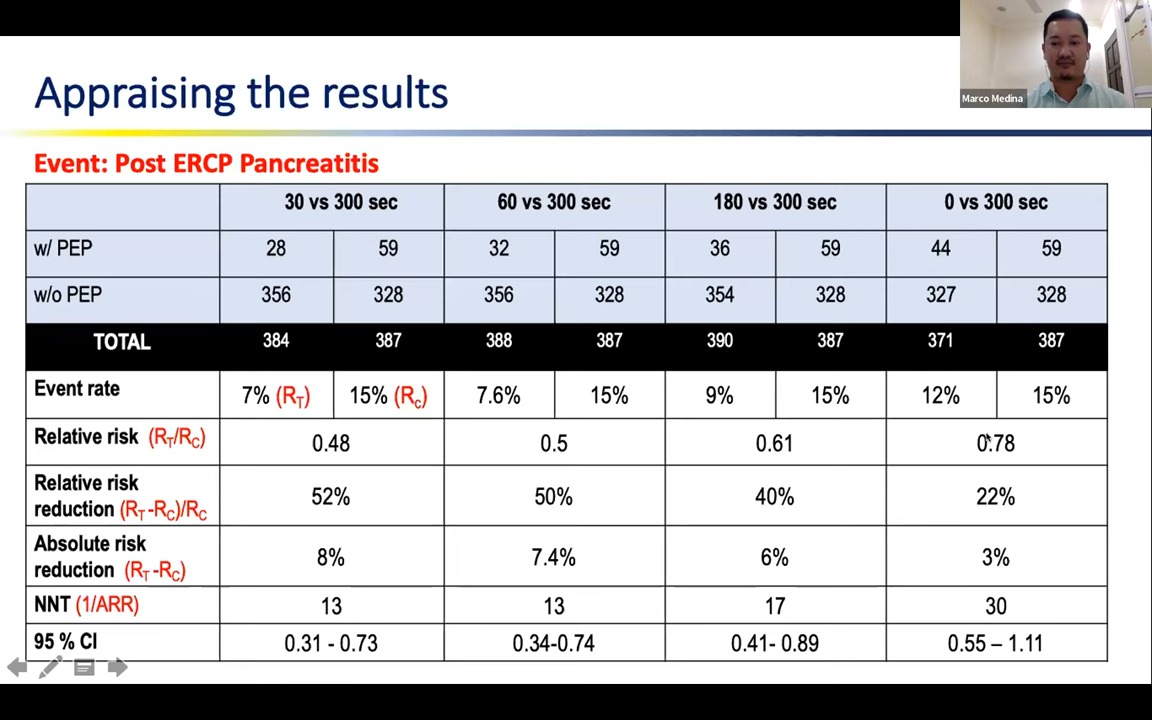 Appraising the results
Marco Medina
Event: Post ERCP Pancreatitis
30 vs 300 sec 60 vs 300 sec 180 vs 300 sec 0 vs 300 sec
w/ PEP 28 59 32 59 36 59 44 59
w/o PEP 356 328 356 328 354 328 327 328
TOTAL 384 387 388 387 390 387 371 387
Event rate 7% (RT) 15% (Rc) 7.6% 15% 9% 15% 12% 15%
Relative risk (RT/RC) 0.48 0.5 0.61 0.78
Relative risk
reduction (RT -RC)/RC 52% 50% 40% 22%
Absolute risk
reduction (RT -RC) 8% 7.4% 6% 3%
NNT (1/ARR) 13 13 17 30
95 % CI 0.31 - 0.73 0.34-0.74 0.41- 0.89 0.55 – 1.11